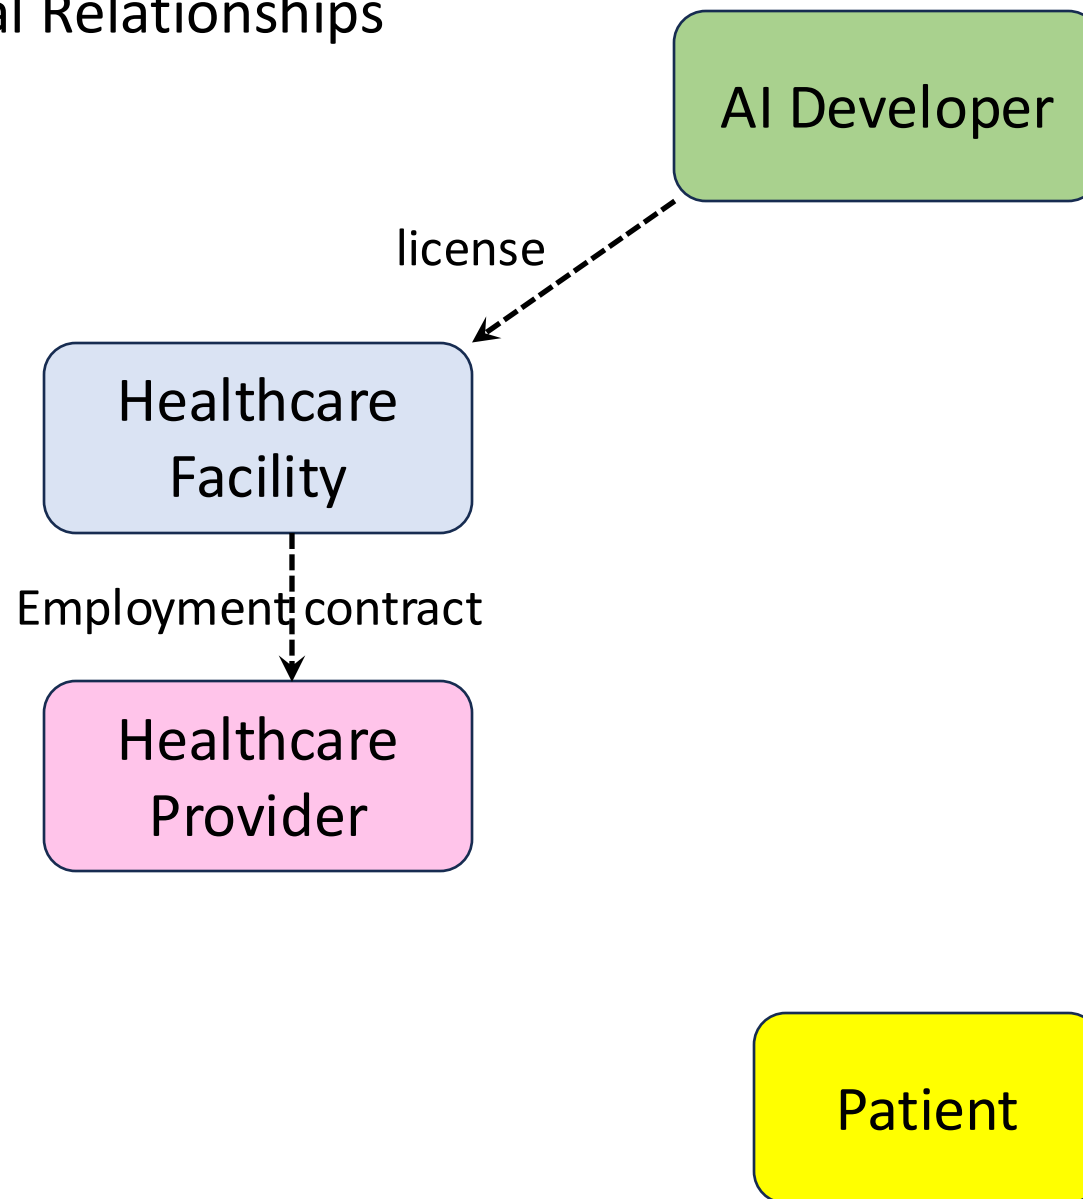 al Relationships
AI Developer
license
Healthcare
Facility
Employment contract
Healthcare
Provider
Patient